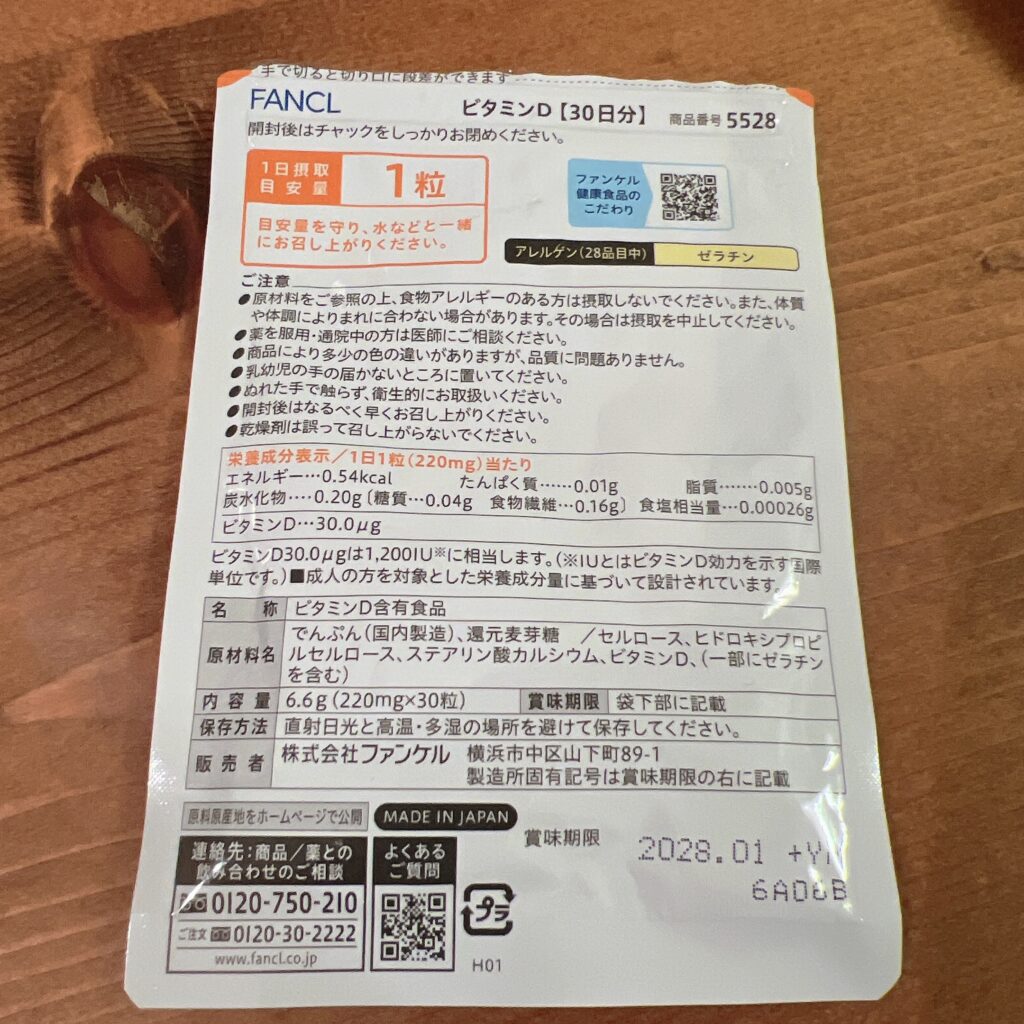 手で切ると切り口に段差ができます
FANCL ビタミンD【30日分】 商品番号 5528
開封後はチャックをしっかりお閉めください。
1日摂取
目安量
1粒
目安量を守り、水などと一緒
にお召し上がりください。
ファンケル
健康食品の
こだわり
アレルゲン(28品目中) ゼラチン
ご注意
●原材料をご参照の上、食物アレルギーのある方は摂取しないでください。また、体質
や体調によりまれに合わない場合があります。その場合は摂取を中止してください。
●薬を服用・通院中の方は医師にご相談ください。
●商品により多少の色の違いがありますが、品質に問題ありません。
●乳幼児の手の届かないところに置いてください。
●ぬれた手で触らず、衛生的にお取扱いください。
●開封後はなるべく早くお召し上がりください。
●乾燥剤は誤って召し上がらないでください。
栄養成分表示/1日1粒(220mg)当たり
エネルギー…0.54kcal たんぱく質……0.01g 脂質……0.005g
炭水化物‥‥0.20g〔糖質…0.04g 食物繊維…0.16g〕 食塩相当量…0.00026g
ビタミンD…30.0μg
ビタミンD30.0μgは1,200IU※に相当します。(※IUとはビタミンD効力を示す国際
単位です。)■成人の方を対象とした栄養成分量に基づいて設計されています。
名 称 ビタミンD含有食品
原材料名 でんぷん(国内製造)、還元麦芽糖 /セルロース、ヒドロキシプロピ
ルセルロース、ステアリン酸カルシウム、ビタミンD、(一部にゼラチン
を含む)
内容量 6.6g(220mg×30粒) 賞味期限 袋下部に記載
保存方法 直射日光と高温・多湿の場所を避けて保存してください。
販売者 株式会社ファンケル 横浜市中区山下町89-1
製造所固有記号は賞味期限の右に記載
原料原産地をホームページで公開 MADE IN JAPAN
賞味期限 2028.01
6A06B
連絡先:商品/薬との
飲み合わせのご相談
0120-750-210
ご注文 0120-30-2222
www.fancl.co.jp
よくある
ご質問
プラ
H01